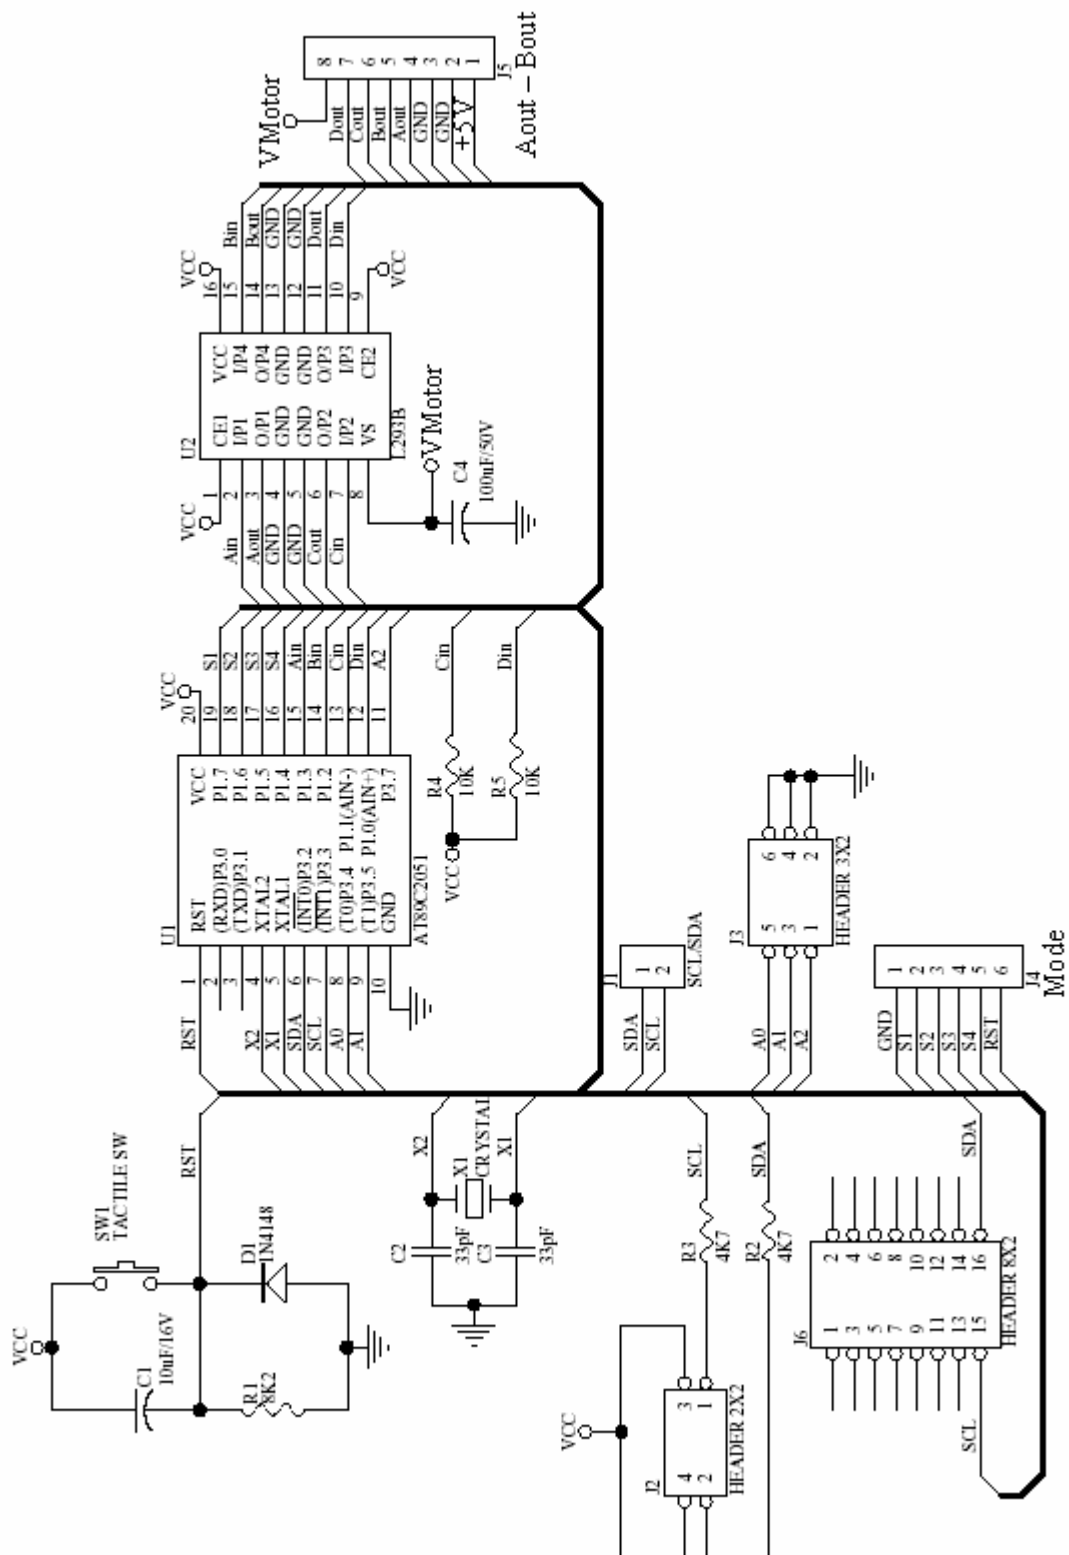 VCC
C1
10uF/16V
SW1
TACTILE SW
R1
8K2
D1
1N4148
RST
U1
AT89C2051
RST
(RXD)P3.0
(TXD)P3.1
XTAL2
XTAL1
(INT0)P3.2
(INT1)P3.3
(T0)P3.4
(T1)P3.5
GND
VCC
P1.7
P1.6
P1.5
P1.4
P1.3
P1.2
P1.1(AIN-)
P1.0(AIN+)
P3.7
1
2
3
4
5
6
7
8
9
10
RST
X2
X1
SDA
SCL
A0
A1
VCC
20
19
18
17
16
15
14
13
12
11
S1
S2
S3
S4
Ain
Bin
Cin
Din
A2
U2
L293B
CE1
I/P1
O/P1
GND
GND
O/P2
I/P2
VS
VCC
I/P4
O/P4
GND
GND
O/P3
I/P3
CE2
VCC
1
2
3
4
5
6
7
8
Ain
Aout
GND
GND
Cout
Cin
VCC
16
15
14
13
12
11
10
9
Bin
Bout
GND
GND
Dout
Din
VCC
VMotor
C4
100uF/50V
VMotor
8
7
6
5
4
3
2
1
Dout
Cout
Bout
Aout
GND
GND
+5V
J5
Aout - Bout
C2
33pF
C3
33pF
X1
CRYSTAL
X2
X1
VCC
R4
10K
Cin
R5
10K
Din
J1
1
2
SCL/SDA
SDA
SCL
J3
5
3
1
6
4
2
HEADER 3X2
A0
A1
A2
1
2
3
4
5
6
J4
Mode
GND
S1
S2
S3
S4
RST
VCC
J2
4
2
3
1
HEADER 2X2
R3
4K7
SCL
R2
4K7
SDA
J6
1
3
5
7
9
11
13
15
2
4
6
8
10
12
14
16
HEADER 8X2
SCL
SDA